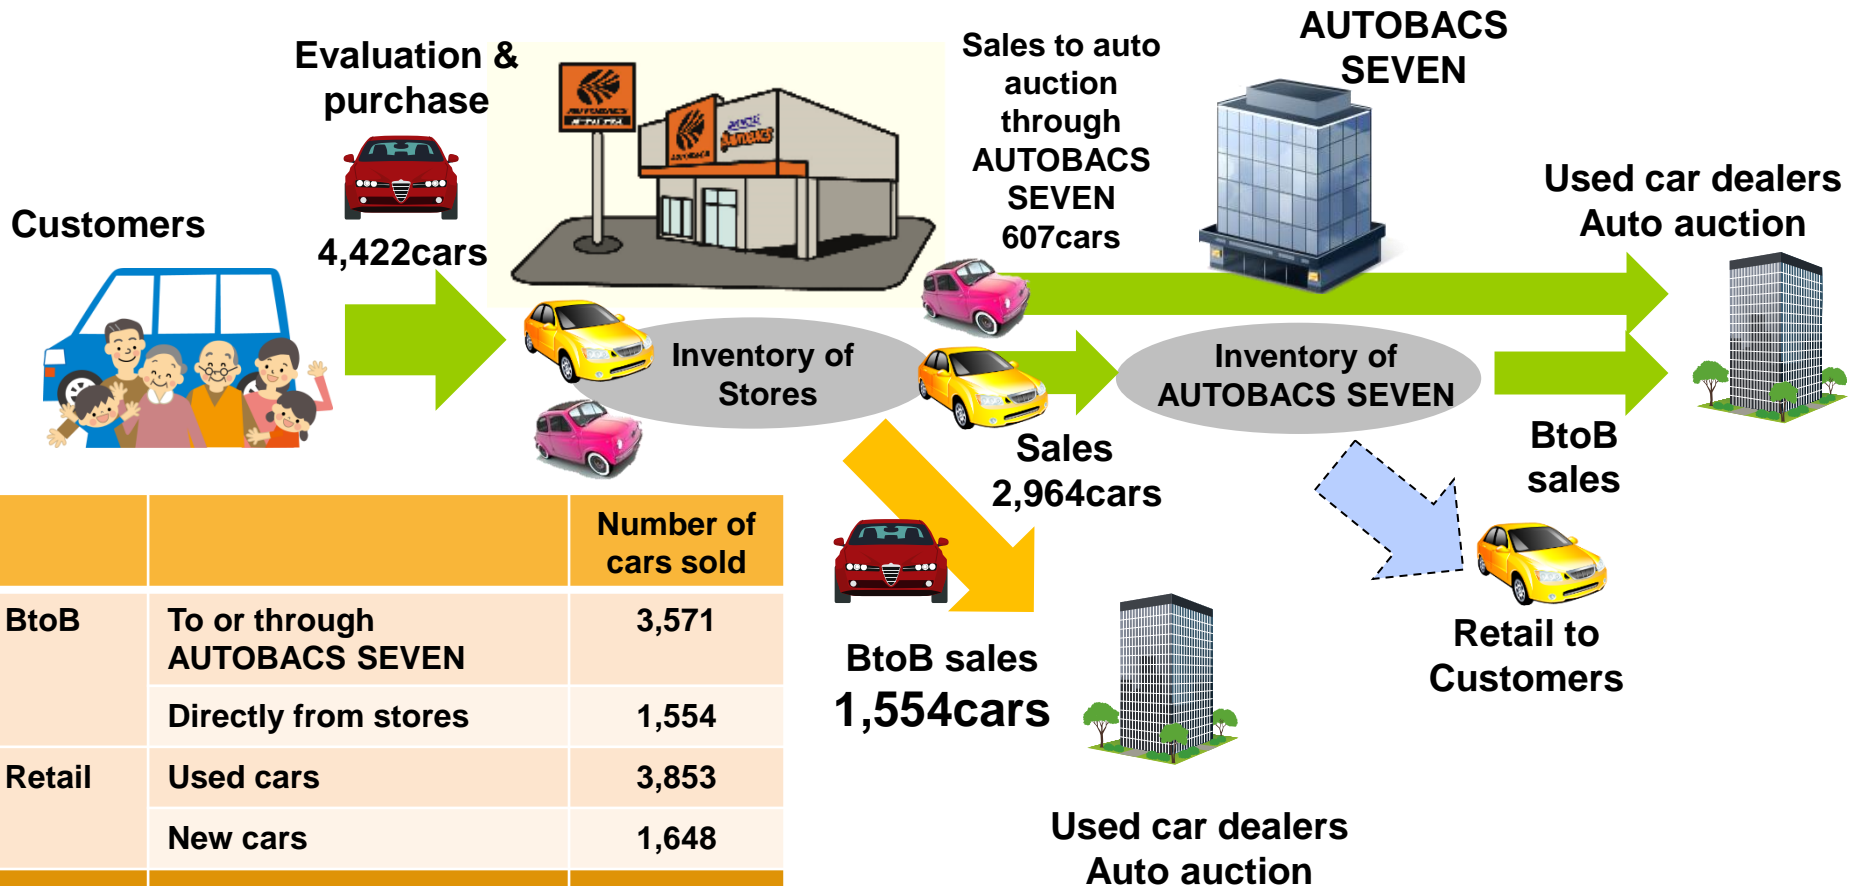 AUTOBACS
SEVEN
Evaluation &
purchase
Sales to auto
auction
through
AUTOBACS
SEVEN
607cars
AUTOBACS
Used car dealers
Auto auction
Customers
4,422cars
Inventory of
Stores
Inventory of
AUTOBACS SEVEN
Sales
2,964cars
BtoB
sales
Number of
cars sold
BtoB
To or through
AUTOBACS SEVEN
3,571
Directly from stores
1,554
Retail
Used cars
3,853
New cars
1,648
BtoB sales
1,554cars
Retail to
Customers
Used car dealers
Auto auction